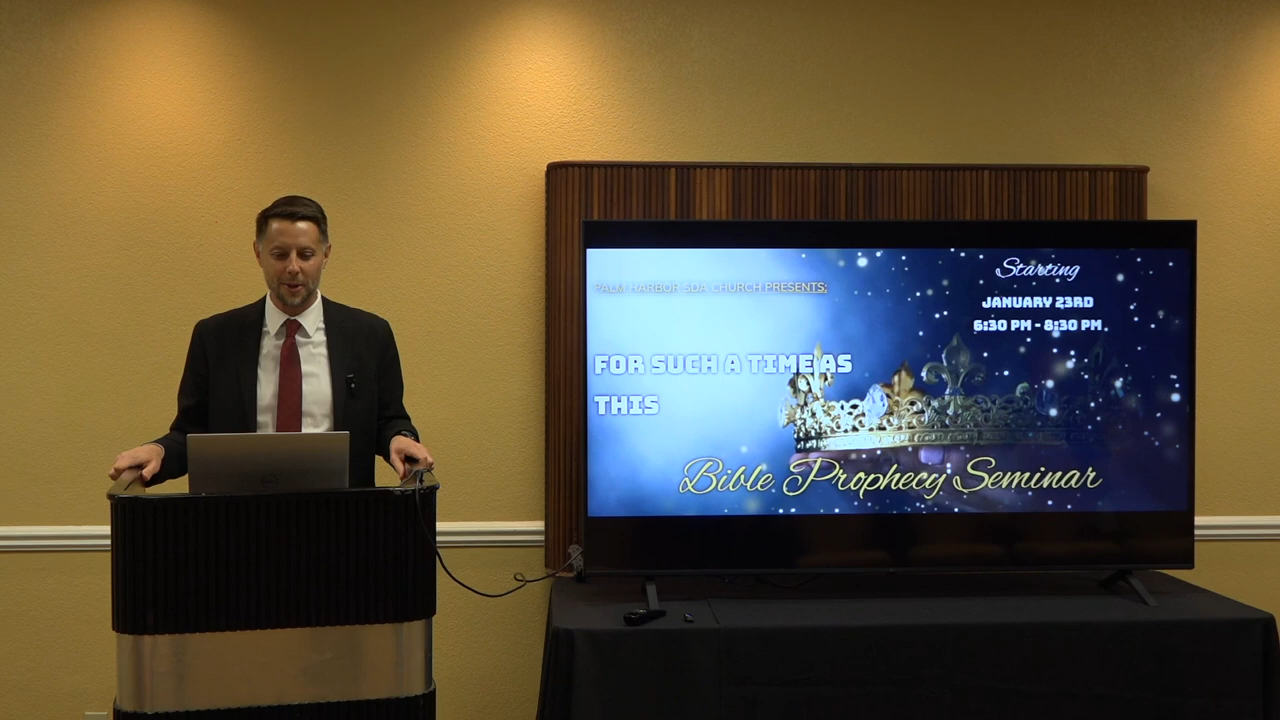 PALM HARBOR SDA CHURCH PRESENTS:
FOR SUCH A TIME AS
THIS
Starting
JANUARY 23RD
6:30 PM - 8:30 PM
Bible Prophecy Seminar
DELL